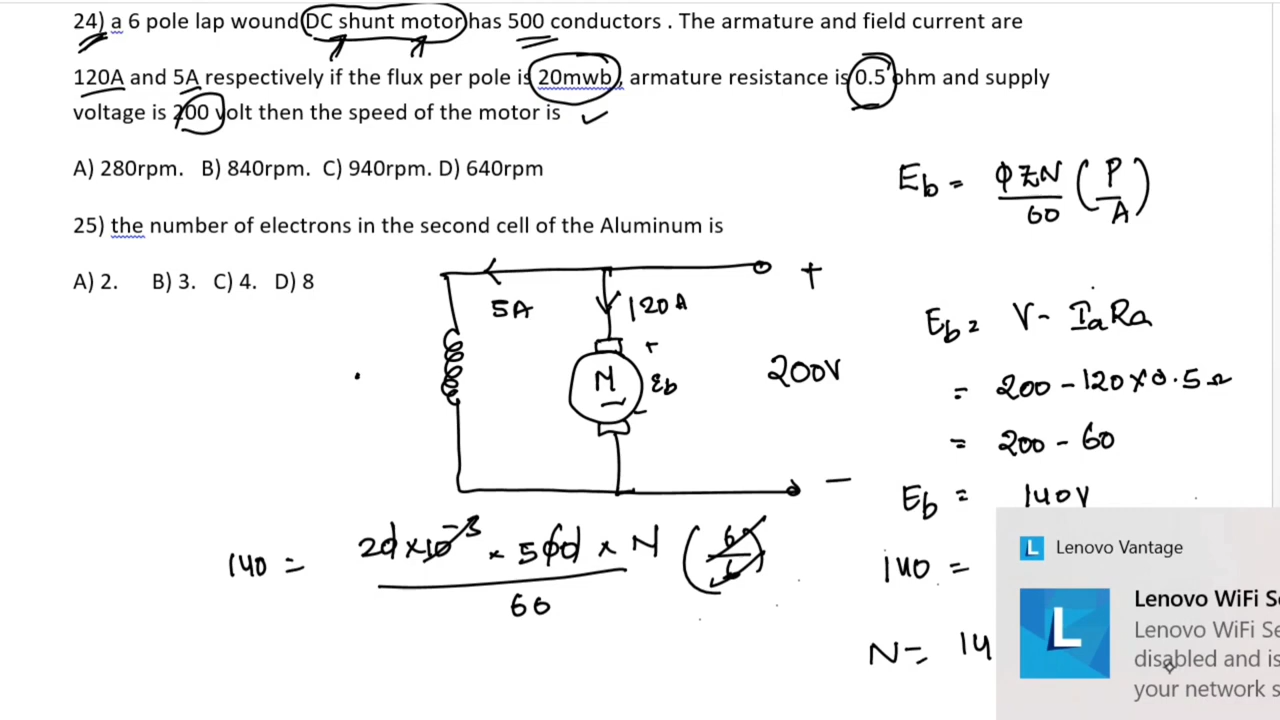 24) a 6 pole lap wound DC shunt motor has 500 conductors . The armature and field current are
120A and 5A respectively if the flux per pole is 20mwb, armature resistance is 0.5 ohm and supply
voltage is 200 volt then the speed of the motor is
A) 280rpm. B) 840rpm. C) 940rpm. D) 640rpm
Eb = ΦZN/60 (P/A)
25) the number of electrons in the second cell of the Aluminum is
A) 2. B) 3. C) 4. D) 8
5A
120A
+
M
+
Eb
-
200V
-
Eb = V - IaRa
= 200 - 120 × 0.5 Ω
= 200 - 60
Eb = 140V
140 = 20×10⁻³ × 500 × N / 60 (6/6)
140 =
N = 14
Lenovo Vantage
L
Lenovo WiFi Se
Lenovo WiFi Se
disabled and is
your network s